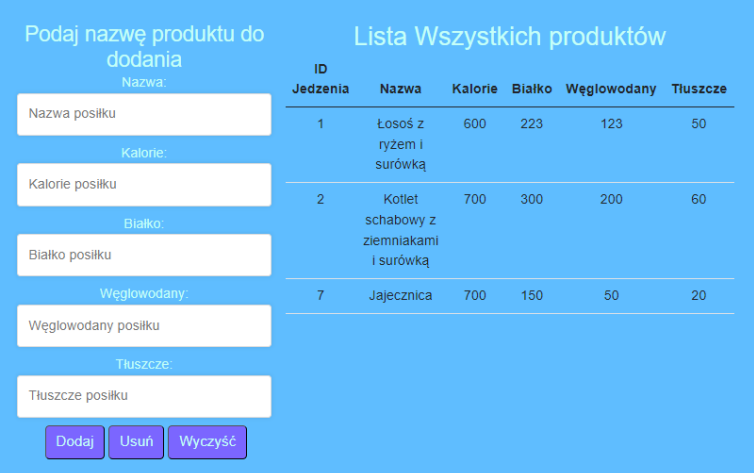 Podaj nazwę produktu do
dodania
Nazwa:
Nazwa posiłku
Kalorie:
Kalorie posiłku
Białko:
Białko posiłku
Węglowodany:
Węglowodany posiłku
Tłuszcze:
Tłuszcze posiłku
Dodaj Usuń Wyczyść
Lista Wszystkich produktów
ID
Jedzenia Nazwa Kalorie Białko Węglowodany Tłuszcze
1 Łosoś z 600 223 123 50
ryżem i
surówką
2 Kotlet 700 300 200 60
schabowy z
ziemniakami
i surówką
7 Jajecznica 700 150 50 20